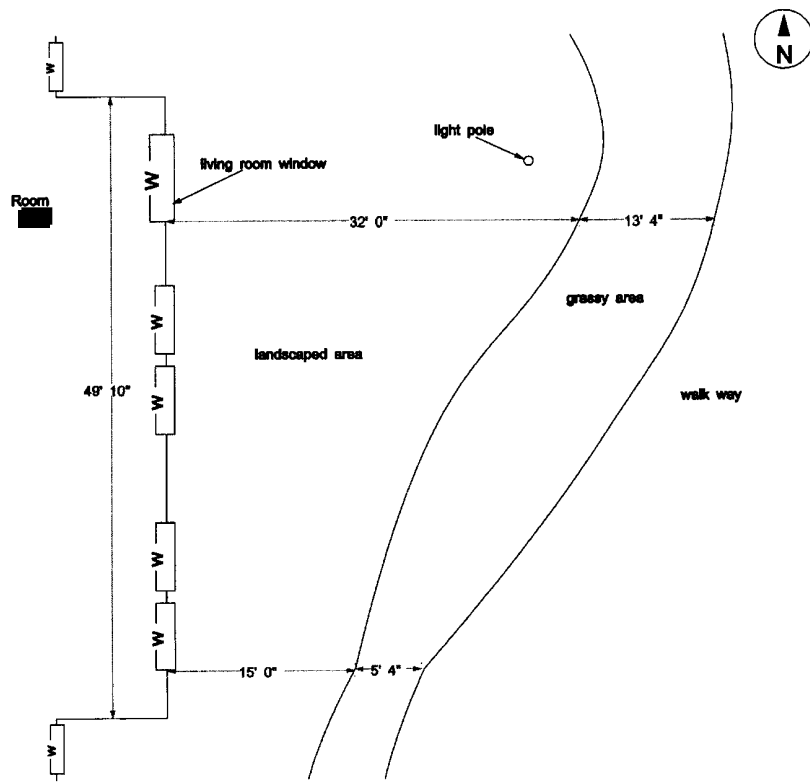 N
W
light pole
living room window
W
Room
32' 0"
13' 4"
grassy area
W
landscaped area
49' 10"
W
walk way
W
W
15' 0"
5' 4"
W